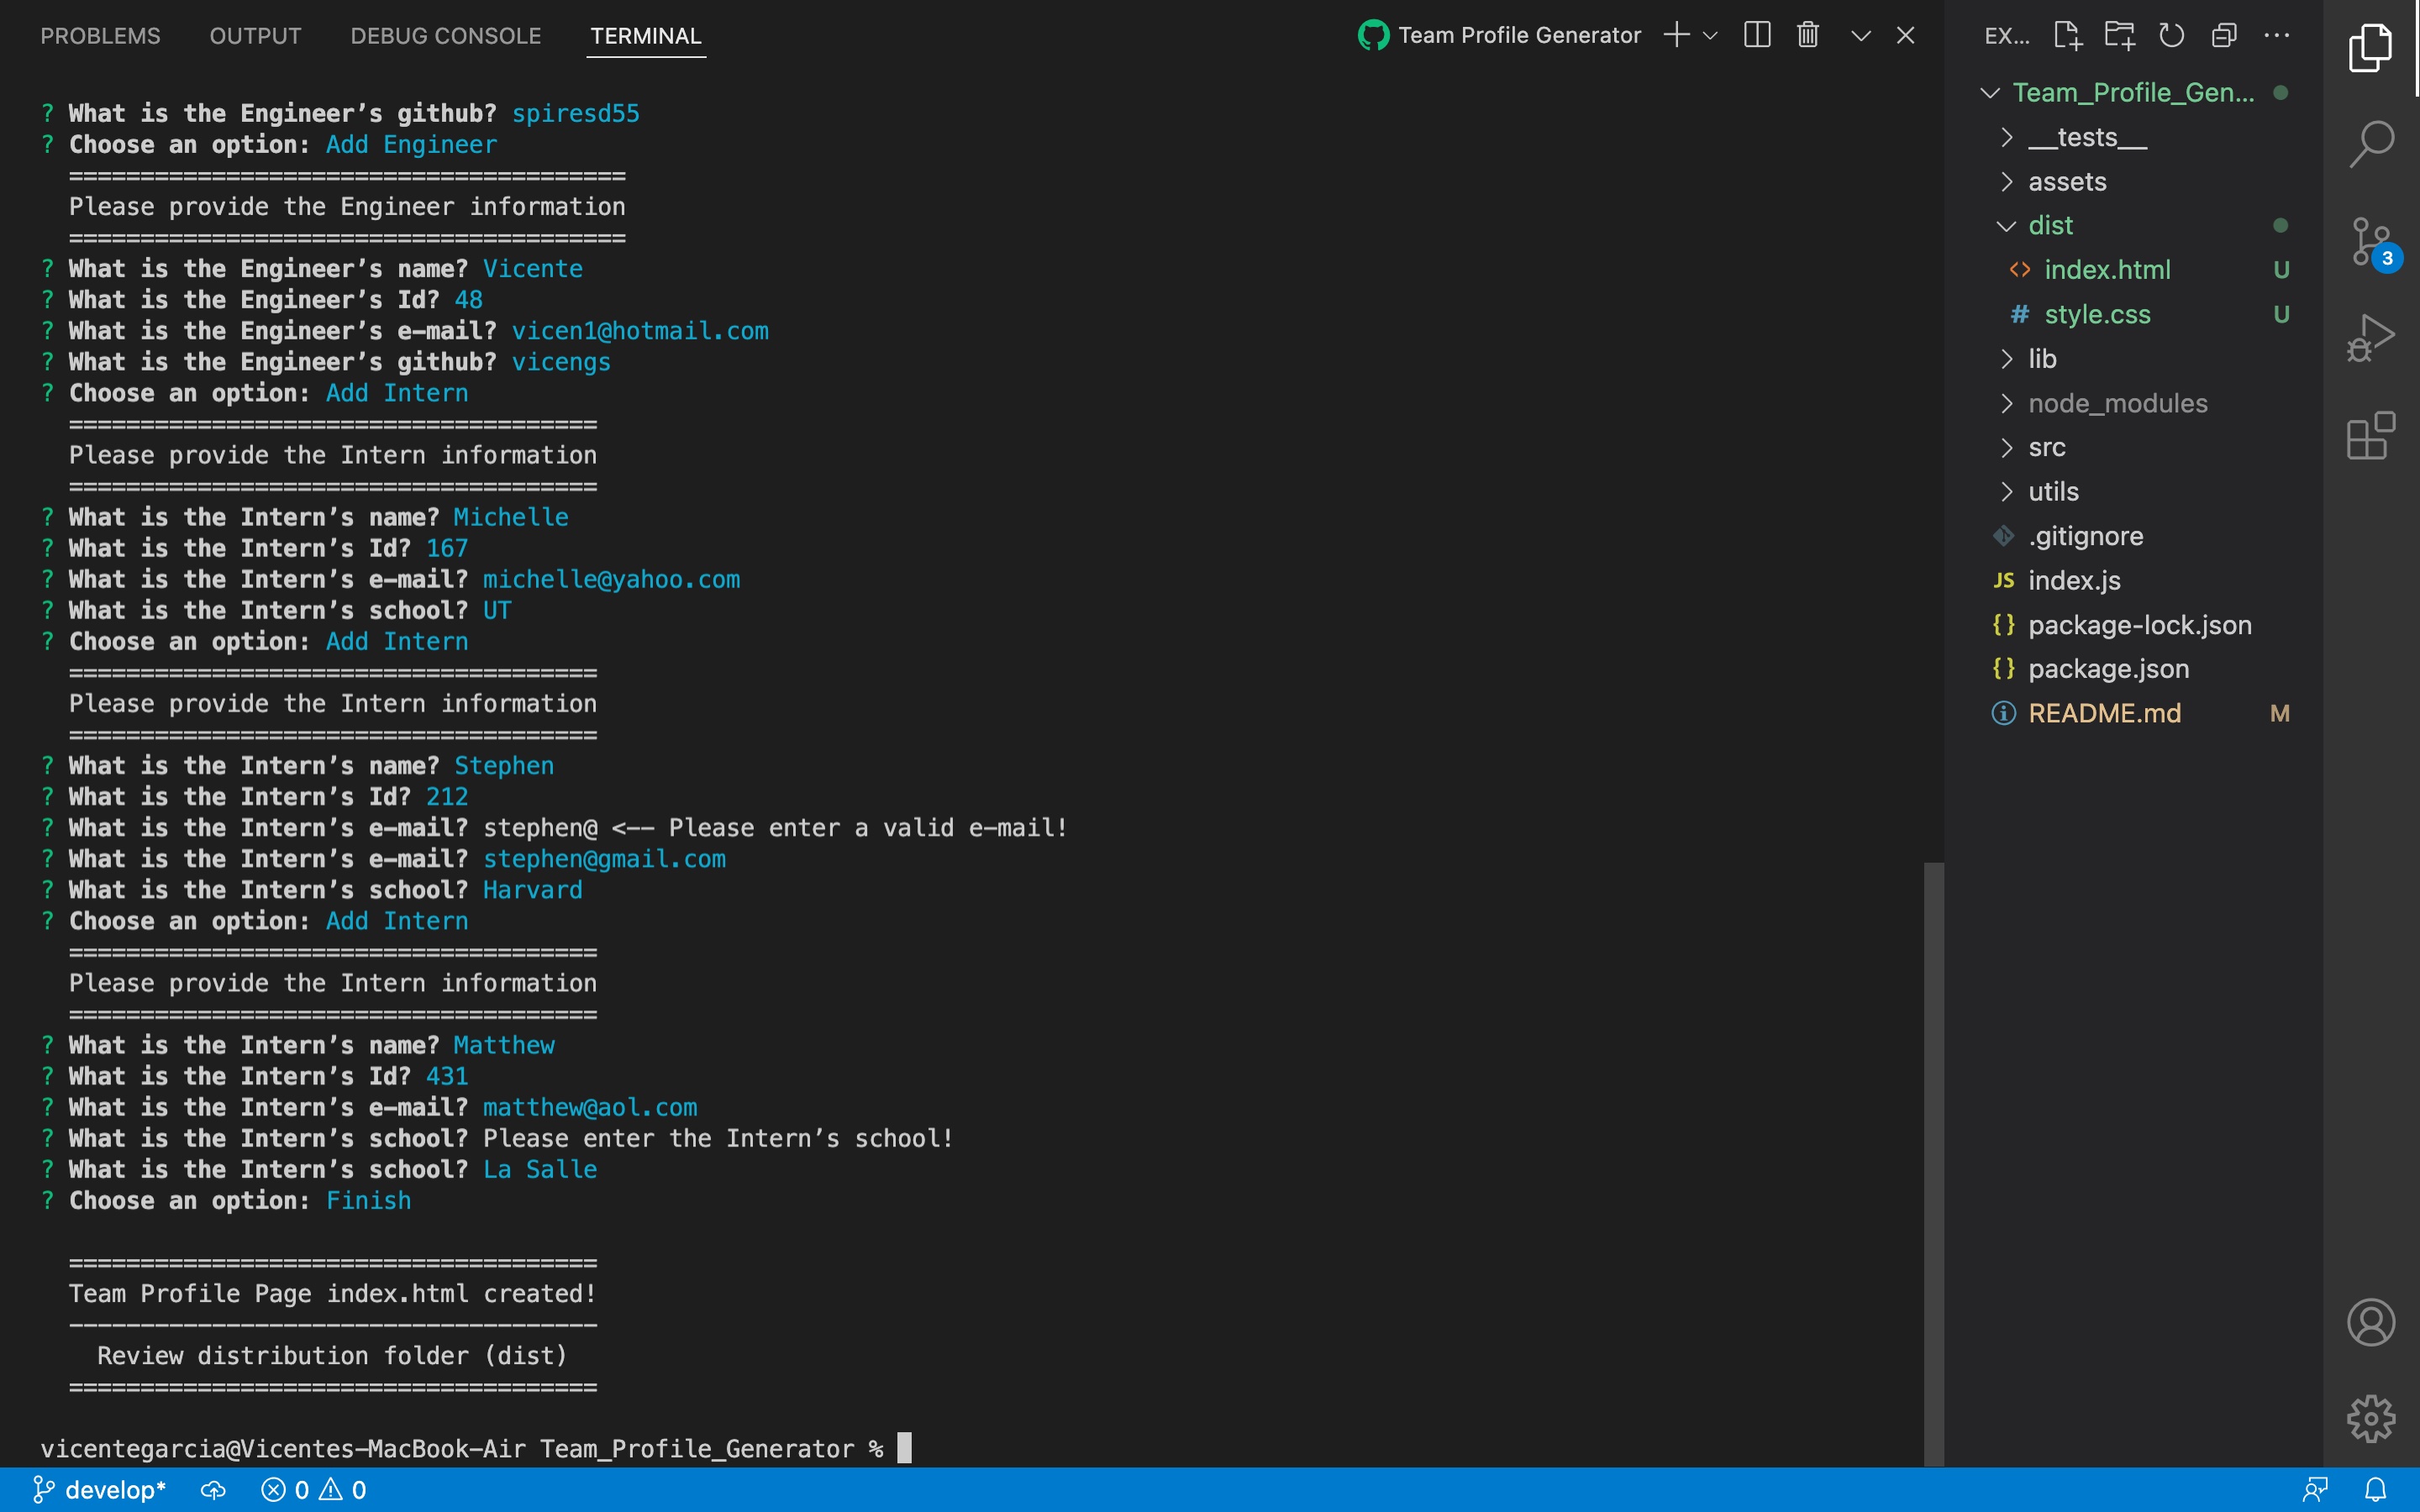 PROBLEMS OUTPUT DEBUG CONSOLE TERMINAL Team Profile Generator
? What is the Engineer’s github? spiresd55
? Choose an option: Add Engineer
=======================================
Please provide the Engineer information
=======================================
? What is the Engineer’s name? Vicente
? What is the Engineer’s Id? 48
? What is the Engineer’s e-mail? vicen1@hotmail.com
? What is the Engineer’s github? vicengs
? Choose an option: Add Intern
=====================================
Please provide the Intern information
=====================================
? What is the Intern’s name? Michelle
? What is the Intern’s Id? 167
? What is the Intern’s e-mail? michelle@yahoo.com
? What is the Intern’s school? UT
? Choose an option: Add Intern
=====================================
Please provide the Intern information
=====================================
? What is the Intern’s name? Stephen
? What is the Intern’s Id? 212
? What is the Intern’s e-mail? stephen@ <-- Please enter a valid e-mail!
? What is the Intern’s e-mail? stephen@gmail.com
? What is the Intern’s school? Harvard
? Choose an option: Add Intern
=====================================
Please provide the Intern information
=====================================
? What is the Intern’s name? Matthew
? What is the Intern’s Id? 431
? What is the Intern’s e-mail? matthew@aol.com
? What is the Intern’s school? Please enter the Intern’s school!
? What is the Intern’s school? La Salle
? Choose an option: Finish
=====================================
Team Profile Page index.html created!
-------------------------------------
Review distribution folder (dist)
=====================================
vicentegarcia@Vicentes-MacBook-Air Team_Profile_Generator %
EX...
Team_Profile_Gen...
__tests__
assets
dist
<> index.html U
# style.css U
lib
node_modules
src
utils
.gitignore
JS index.js
{} package-lock.json
{} package.json
README.md M
3
develop* 0 0